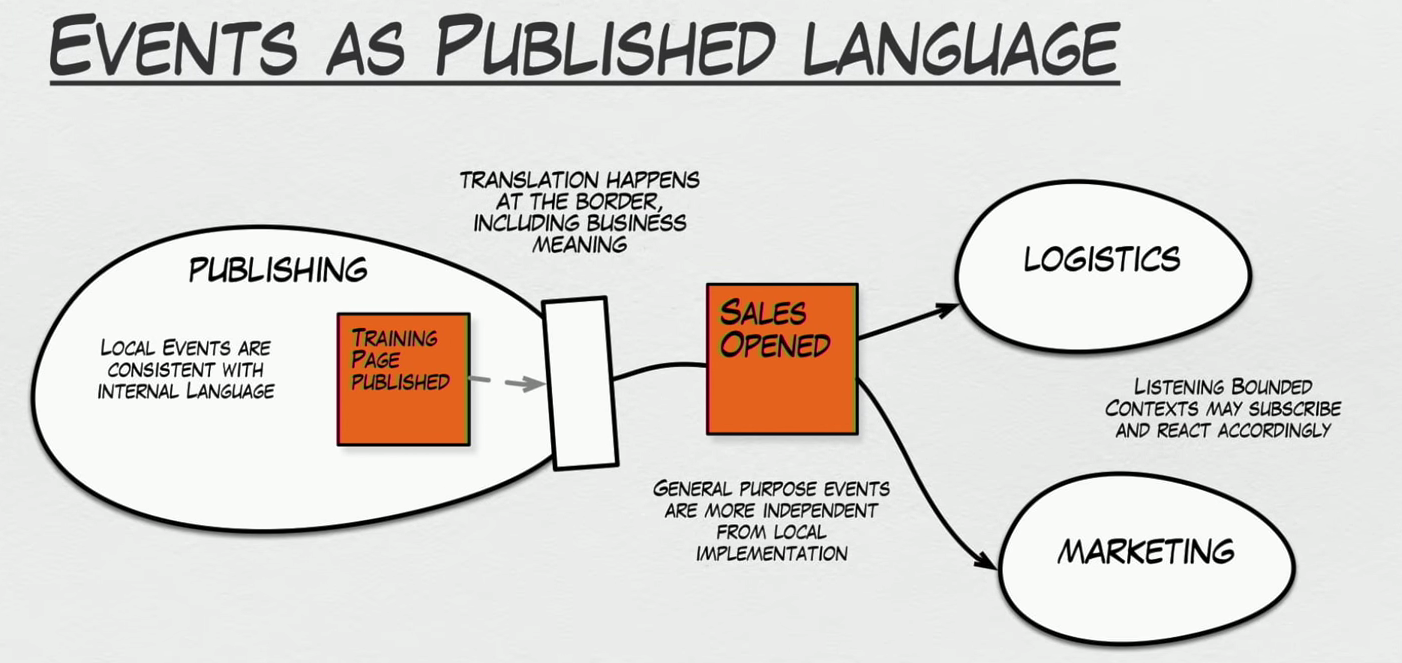 Events as Published language
Translation happens
at the border,
including business
meaning
Publishing
Local Events are
consistent with
internal Language
Training
Page
published
Sales
Opened
Logistics
Listening Bounded
Contexts may subscribe
and react accordingly
General purpose events
are more independent
from local
implementation
Marketing